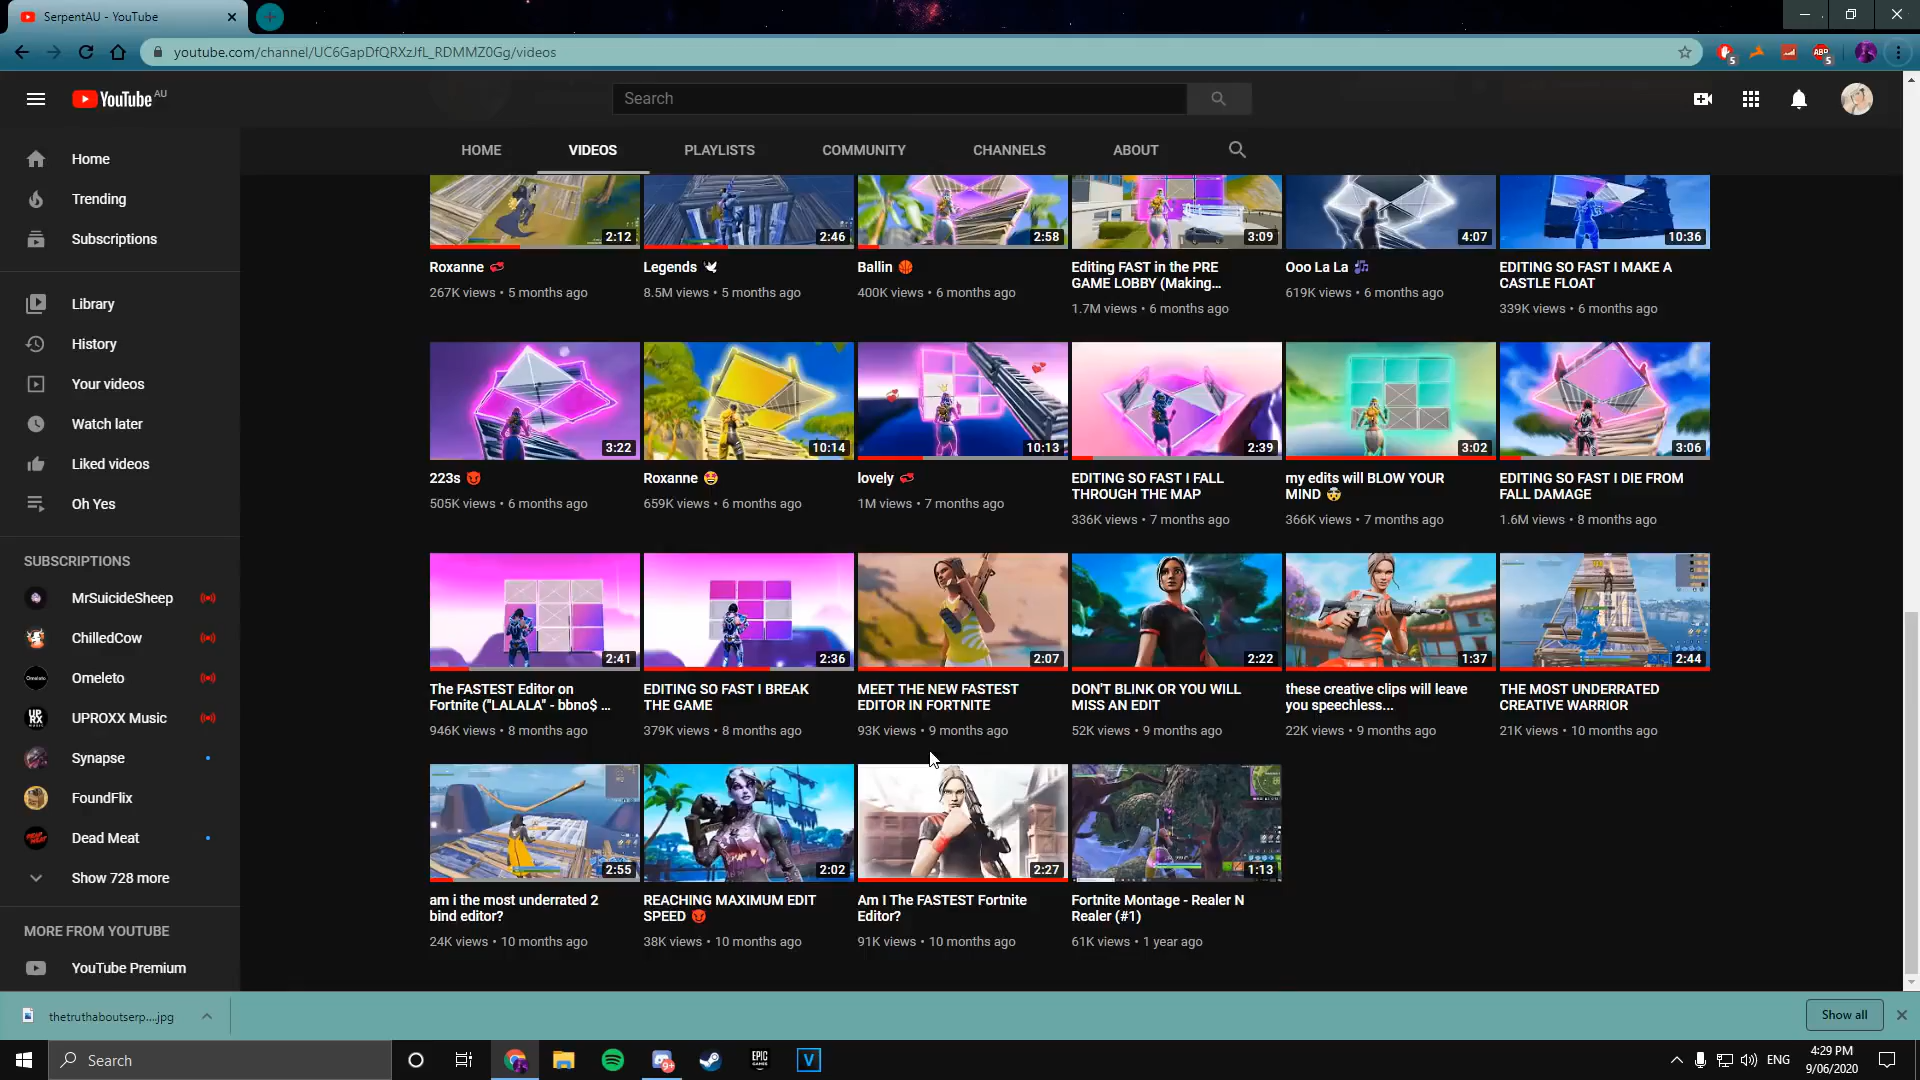 SerpentAU - YouTube
youtube.com/channel/UC6GapDfQRXzJfL_RDMMZ0Gg/videos
5
ABP
5
YouTube AU
Search
HOME
VIDEOS
PLAYLISTS
COMMUNITY
CHANNELS
ABOUT
Home
Trending
Subscriptions
Library
History
Your videos
Watch later
Liked videos
Oh Yes
SUBSCRIPTIONS
MrSuicideSheep
ChilledCow
Omeleto
UPROXX Music
Synapse
FoundFlix
Dead Meat
Show 728 more
MORE FROM YOUTUBE
YouTube Premium
2:12
Roxanne 💞
267K views • 5 months ago
2:46
Legends 🕊
8.5M views • 5 months ago
2:58
Ballin 🏀
400K views • 6 months ago
3:09
Editing FAST in the PRE
GAME LOBBY (Making...
1.7M views • 6 months ago
4:07
Ooo La La 🎶
619K views • 6 months ago
10:36
EDITING SO FAST I MAKE A
CASTLE FLOAT
339K views • 6 months ago
3:22
223s 😈
505K views • 6 months ago
10:14
Roxanne 🤩
659K views • 6 months ago
10:13
lovely 💞
1M views • 7 months ago
2:39
EDITING SO FAST I FALL
THROUGH THE MAP
336K views • 7 months ago
3:02
my edits will BLOW YOUR
MIND 🤯
366K views • 7 months ago
3:06
EDITING SO FAST I DIE FROM
FALL DAMAGE
1.6M views • 8 months ago
2:41
The FASTEST Editor on
Fortnite ("LALALA" - bbno$ ...
946K views • 8 months ago
2:36
EDITING SO FAST I BREAK
THE GAME
379K views • 8 months ago
2:07
MEET THE NEW FASTEST
EDITOR IN FORTNITE
93K views • 9 months ago
2:22
DON'T BLINK OR YOU WILL
MISS AN EDIT
52K views • 9 months ago
1:37
these creative clips will leave
you speechless...
22K views • 9 months ago
2:44
THE MOST UNDERRATED
CREATIVE WARRIOR
21K views • 10 months ago
2:55
am i the most underrated 2
bind editor?
24K views • 10 months ago
2:02
REACHING MAXIMUM EDIT
SPEED 😈
38K views • 10 months ago
2:27
Am I The FASTEST Fortnite
Editor?
91K views • 10 months ago
1:13
Fortnite Montage - Realer N
Realer (#1)
61K views • 1 year ago
thetruthaboutserp....jpg
Show all
Search
9+
EPIC
GAMES
V
ENG
4:29 PM
9/06/2020